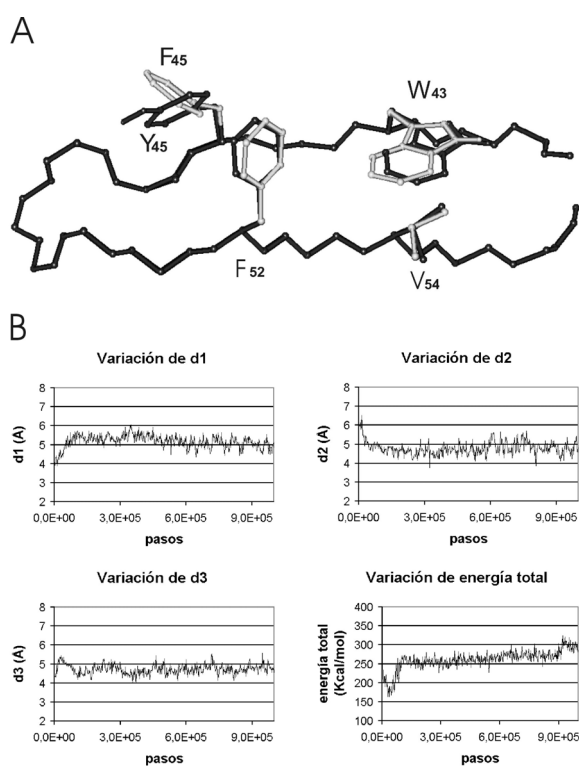 A
F45
W43
Y45
F52
V54
B
Variación de d1
8
7
6
5
4
3
2
d1 (A)
0,0E+00 3,0E+05 6,0E+05 9,0E+05
pasos
Variación de d2
8
7
6
5
4
3
2
d2 (A)
0,0E+00 3,0E+05 6,0E+05 9,0E+05
pasos
Variación de d3
8
7
6
5
4
3
2
d3 (A)
0,0E+00 3,0E+05 6,0E+05 9,0E+05
pasos
Variación de energía total
400
350
300
250
200
150
100
energía total
(Kcal/mol)
0,0E+00 3,0E+05 6,0E+05 9,0E+05
pasos